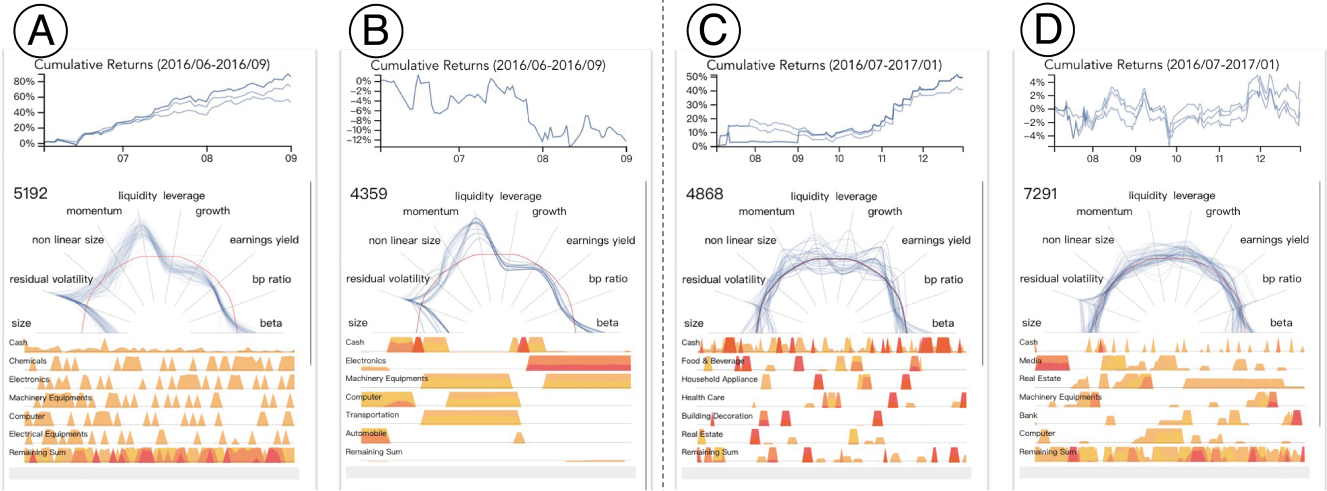 A
Cumulative Returns (2016/06-2016/09)
80%
60%
40%
20%
0%
07
08
09
5192
liquidity leverage
momentum
growth
non linear size
earnings yield
residual volatility
bp ratio
size
beta
Cash
Chemicals
Electronics
Machinery Equipments
Computer
Electrical Equipments
Remaining Sum
B
Cumulative Returns (2016/06-2016/09)
0%
−2%
−4%
−6%
−8%
−10%
−12%
07
08
09
4359
liquidity leverage
momentum
growth
non linear size
earnings yield
residual volatility
bp ratio
size
beta
Cash
Electronics
Machinery Equipments
Computer
Transportation
Automobile
Remaining Sum
C
Cumulative Returns (2016/07-2017/01)
50%
40%
30%
20%
10%
0%
08
09
10
11
12
4868
liquidity leverage
momentum
growth
non linear size
earnings yield
residual volatility
bp ratio
size
beta
Cash
Food & Beverage
Household Appliance
Health Care
Building Decoration
Real Estate
Remaining Sum
D
Cumulative Returns (2016/07-2017/01)
4%
2%
0%
−2%
−4%
08
09
10
11
12
7291
liquidity leverage
momentum
growth
non linear size
earnings yield
residual volatility
bp ratio
size
beta
Cash
Media
Real Estate
Machinery Equipments
Bank
Computer
Remaining Sum